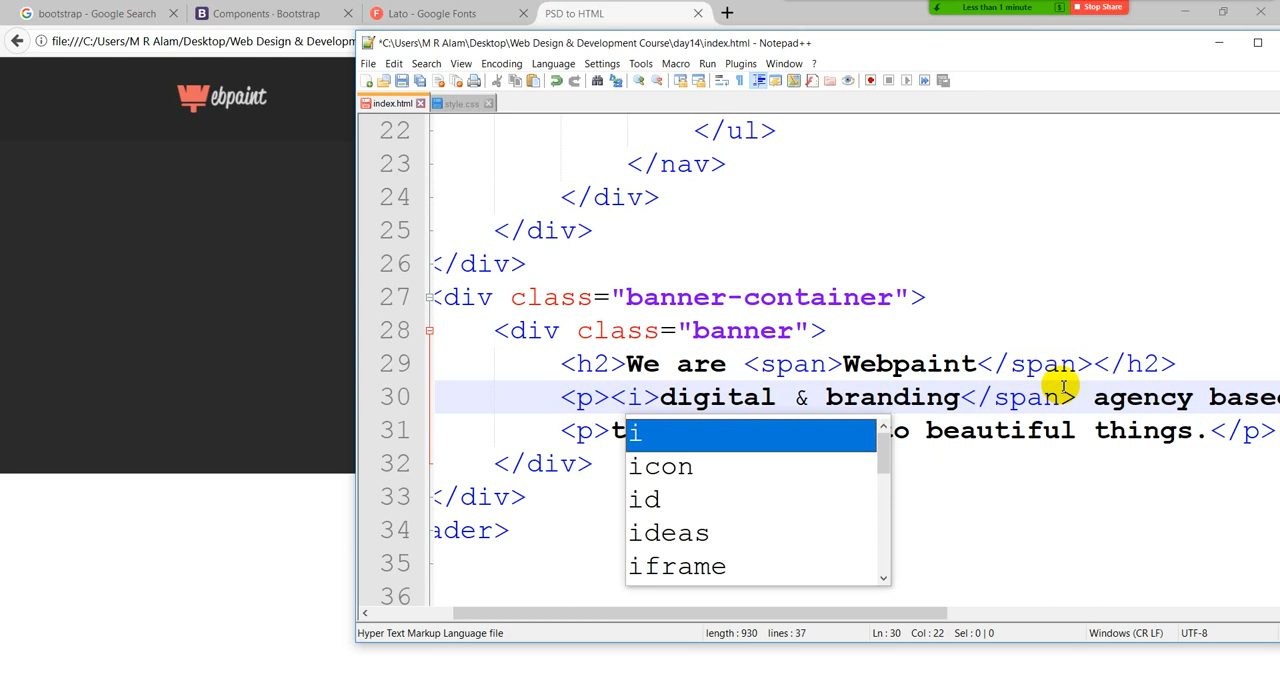 bootstrap - Google Search
Components · Bootstrap
Lato - Google Fonts
PSD to HTML
Less than 1 minute
$
Stop Share
file:///C:/Users/M R Alam/Desktop/Web Design & Developm
*C:\Users\M R Alam\Desktop\Web Design & Development Course\day14\index.html - Notepad++
File Edit Search View Encoding Language Settings Tools Macro Run Plugins Window ?
index.html
style.css
ebpaint
22 </ul>
23 </nav>
24 </div>
25 </div>
26 </div>
27 <div class="banner-container">
28 <div class="banner">
29 <h2>We are <span>Webpaint</span></h2>
30 <p><i>digital & branding</span> agency base
31 <p>t o beautiful things.</p>
32 </div>
33 </div>
34 ader>
35
36
i
icon
id
ideas
iframe
Hyper Text Markup Language file
length : 930 lines : 37
Ln : 30 Col : 22 Sel : 0 | 0
Windows (CR LF)
UTF-8